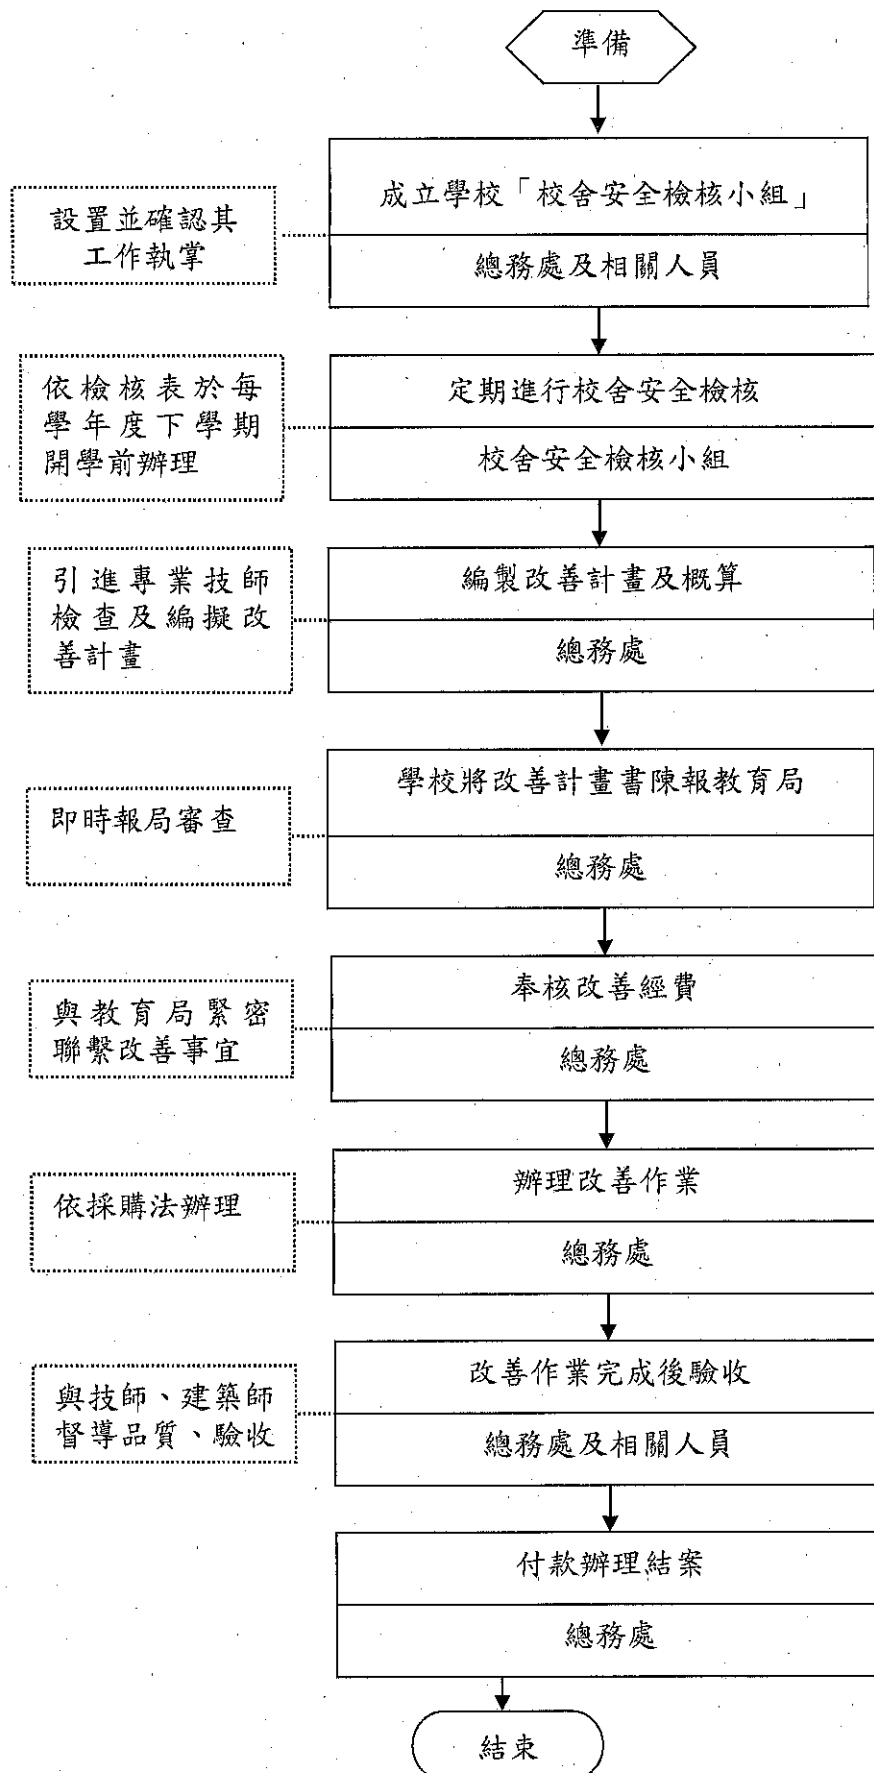 準備
成立學校「校舍安全檢核小組」
設置並確認其
工作執掌
總務處及相關人員
依檢核表於每
學年度下學期
開學前辦理
定期進行校舍安全檢核
校舍安全檢核小組
引進專業技師
檢查及編擬改
善計畫
編製改善計畫及概算
總務處
學校將改善計畫書陳報教育局
即時報局審查
總務處
與教育局緊密
聯繫改善事宜
奉核改善經費
總務處
依採購法辦理
辦理改善作業
總務處
與技師、建築師
督導品質、驗收
改善作業完成後驗收
總務處及相關人員
付款辦理結案
總務處
結束